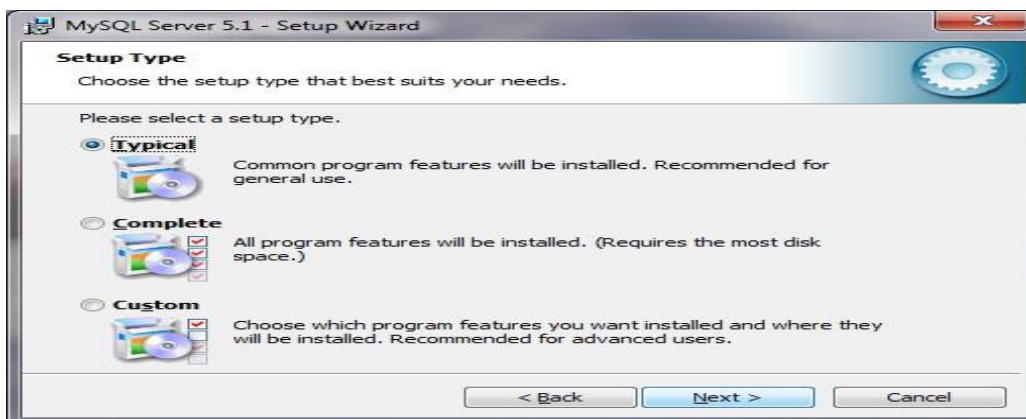 MySQL Server 5.1 - Setup Wizard
Setup Type
Choose the setup type that best suits your needs.
Please select a setup type.
Typical
Common program features will be installed. Recommended for
general use.
Complete
All program features will be installed. (Requires the most disk
space.)
Custom
Choose which program features you want installed and where they
will be installed. Recommended for advanced users.
< Back Next > Cancel